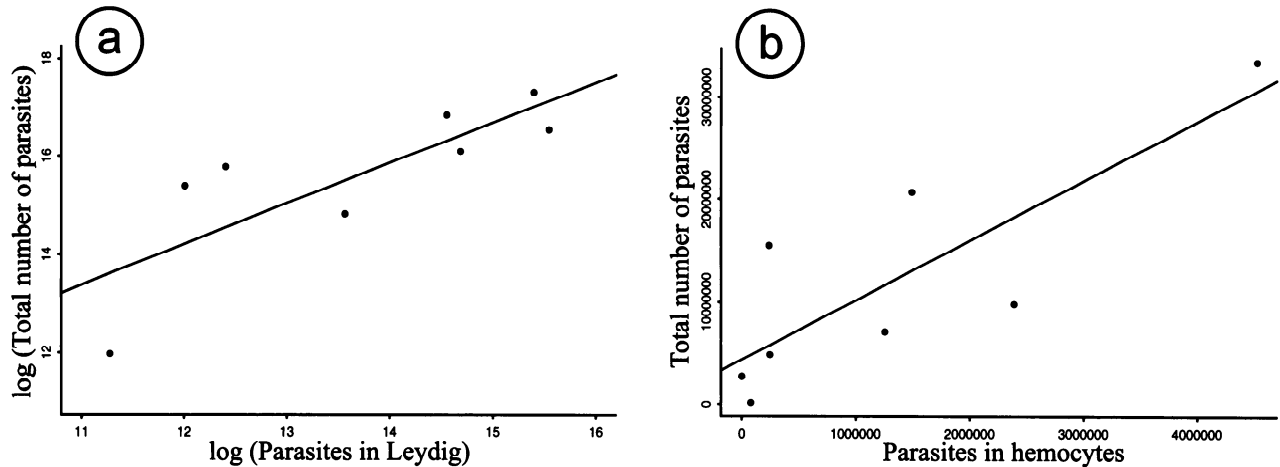 a
log (Total number of parasites)
18
16
14
12
11 12 13 14 15 16
log (Parasites in Leydig)
b
Total number of parasites
30000000
20000000
10000000
0
0 1000000 2000000 3000000 4000000
Parasites in hemocytes